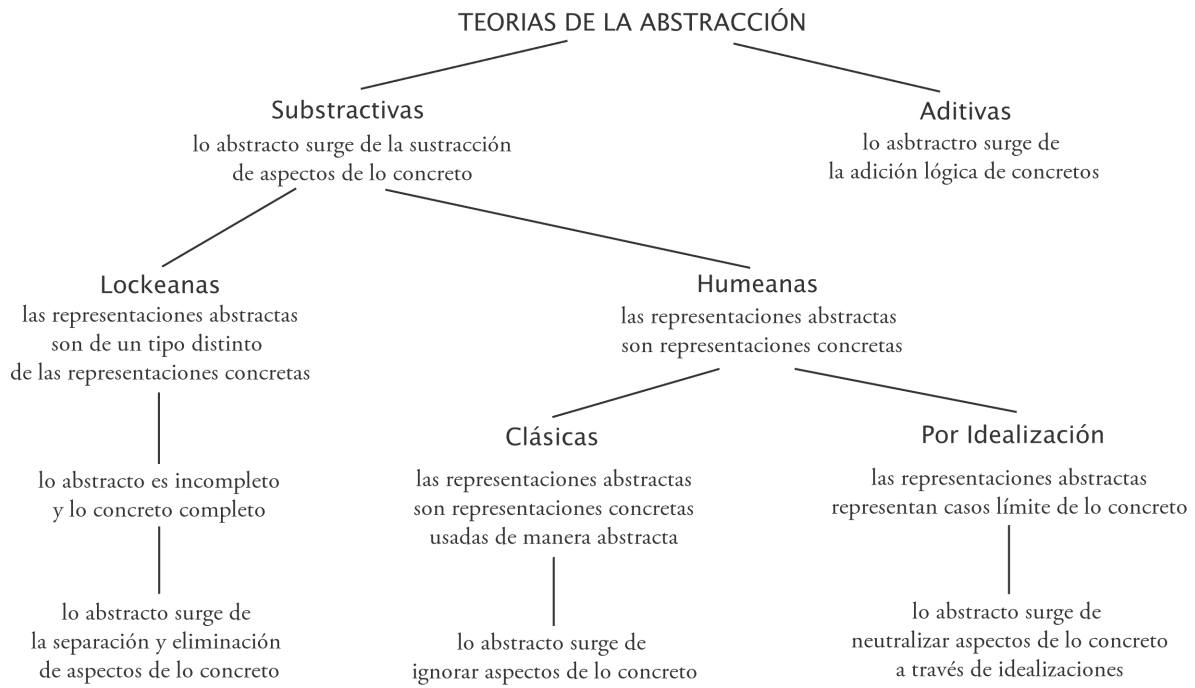 TEORIAS DE LA ABSTRACCIÓN
Substractivas
lo abstracto surge de la sustracción
de aspectos de lo concreto
Aditivas
lo asbtractro surge de
la adición lógica de concretos
Lockeanas
las representaciones abstractas
son de un tipo distinto
de las representaciones concretas
Humeanas
las representaciones abstractas
son representaciones concretas
lo abstracto es incompleto
y lo concreto completo
lo abstracto surge de
la separación y eliminación
de aspectos de lo concreto
Clásicas
las representaciones abstractas
son representaciones concretas
usadas de manera abstracta
lo abstracto surge de
ignorar aspectos de lo concreto
Por Idealización
las representaciones abstractas
representan casos límite de lo concreto
lo abstracto surge de
neutralizar aspectos de lo concreto
a través de idealizaciones